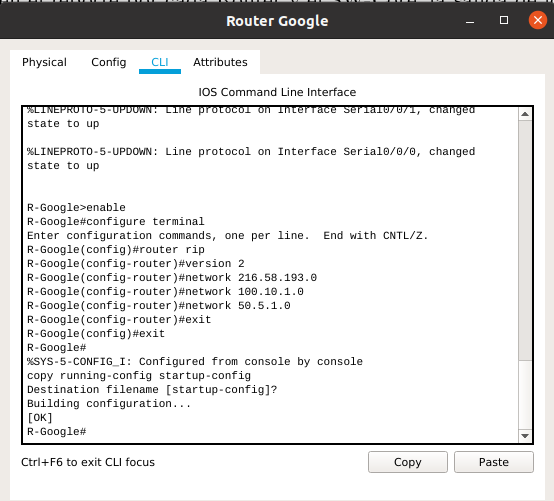 Router Google
Physical Config CLI Attributes
IOS Command Line Interface
%LINEPROTO-5-UPDOWN: Line protocol on Interface Serial0/0/1, changed
state to up
%LINEPROTO-5-UPDOWN: Line protocol on Interface Serial0/0/0, changed
state to up
R-Google>enable
R-Google#configure terminal
Enter configuration commands, one per line.  End with CNTL/Z.
R-Google(config)#router rip
R-Google(config-router)#version 2
R-Google(config-router)#network 216.58.193.0
R-Google(config-router)#network 100.10.1.0
R-Google(config-router)#network 50.5.1.0
R-Google(config-router)#exit
R-Google(config)#exit
R-Google#
%SYS-5-CONFIG_I: Configured from console by console
copy running-config startup-config
Destination filename [startup-config]?
Building configuration...
[OK]
R-Google#
Ctrl+F6 to exit CLI focus
Copy Paste